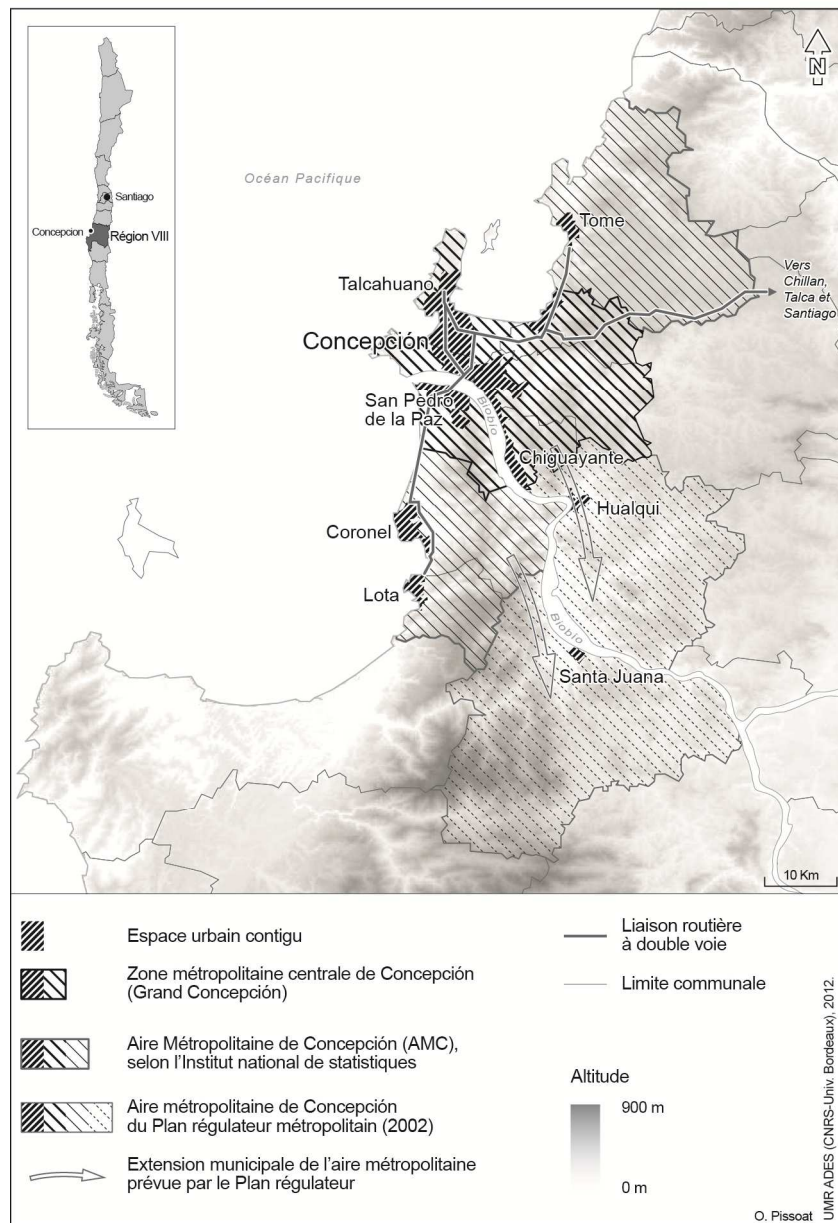 Santiago
Concepcion
Région VIII
N
Océan Pacifique
Tome
Talcahuano
Vers
Chillan,
Talca et
Santiago
Concepción
San Pedro
de la Paz
Biobío
Chiguayante
Hualqui
Coronel
Lota
Biobío
Santa Juana
10 Km
Espace urbain contigu
Zone métropolitaine centrale de Concepción
(Grand Concepción)
Aire Métropolitaine de Concepción (AMC),
selon l'Institut national de statistiques
Aire métropolitaine de Concepción
du Plan régulateur métropolitain (2002)
Extension municipale de l'aire métropolitaine
prévue par le Plan régulateur
Liaison routière
à double voie
Limite communale
Altitude
900 m
0 m
UMR ADES (CNRS-Univ. Bordeaux), 2012.
O. Pissoat